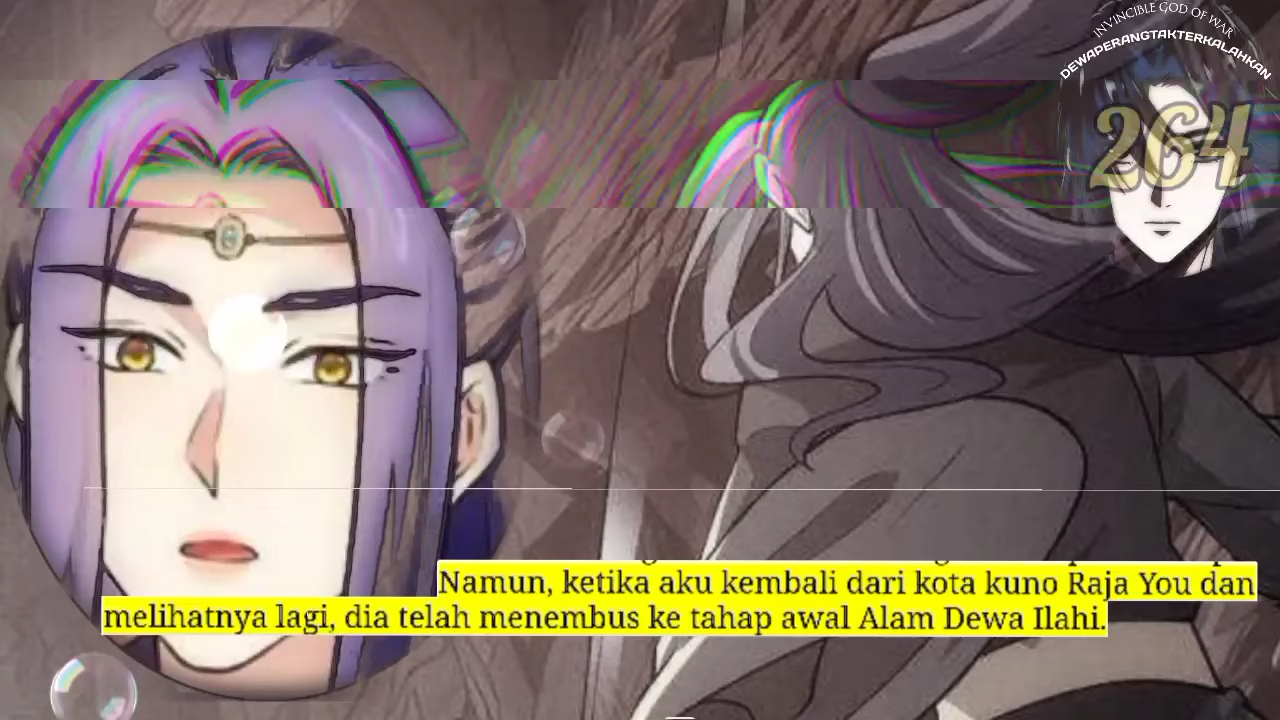 INVINCIBLE GOD OF WAR
DEWAPERANGTAKTERKALAHKAN
264
Namun, ketika aku kembali dari kota kuno Raja You dan
melihatnya lagi, dia telah menembus ke tahap awal Alam Dewa Ilahi.